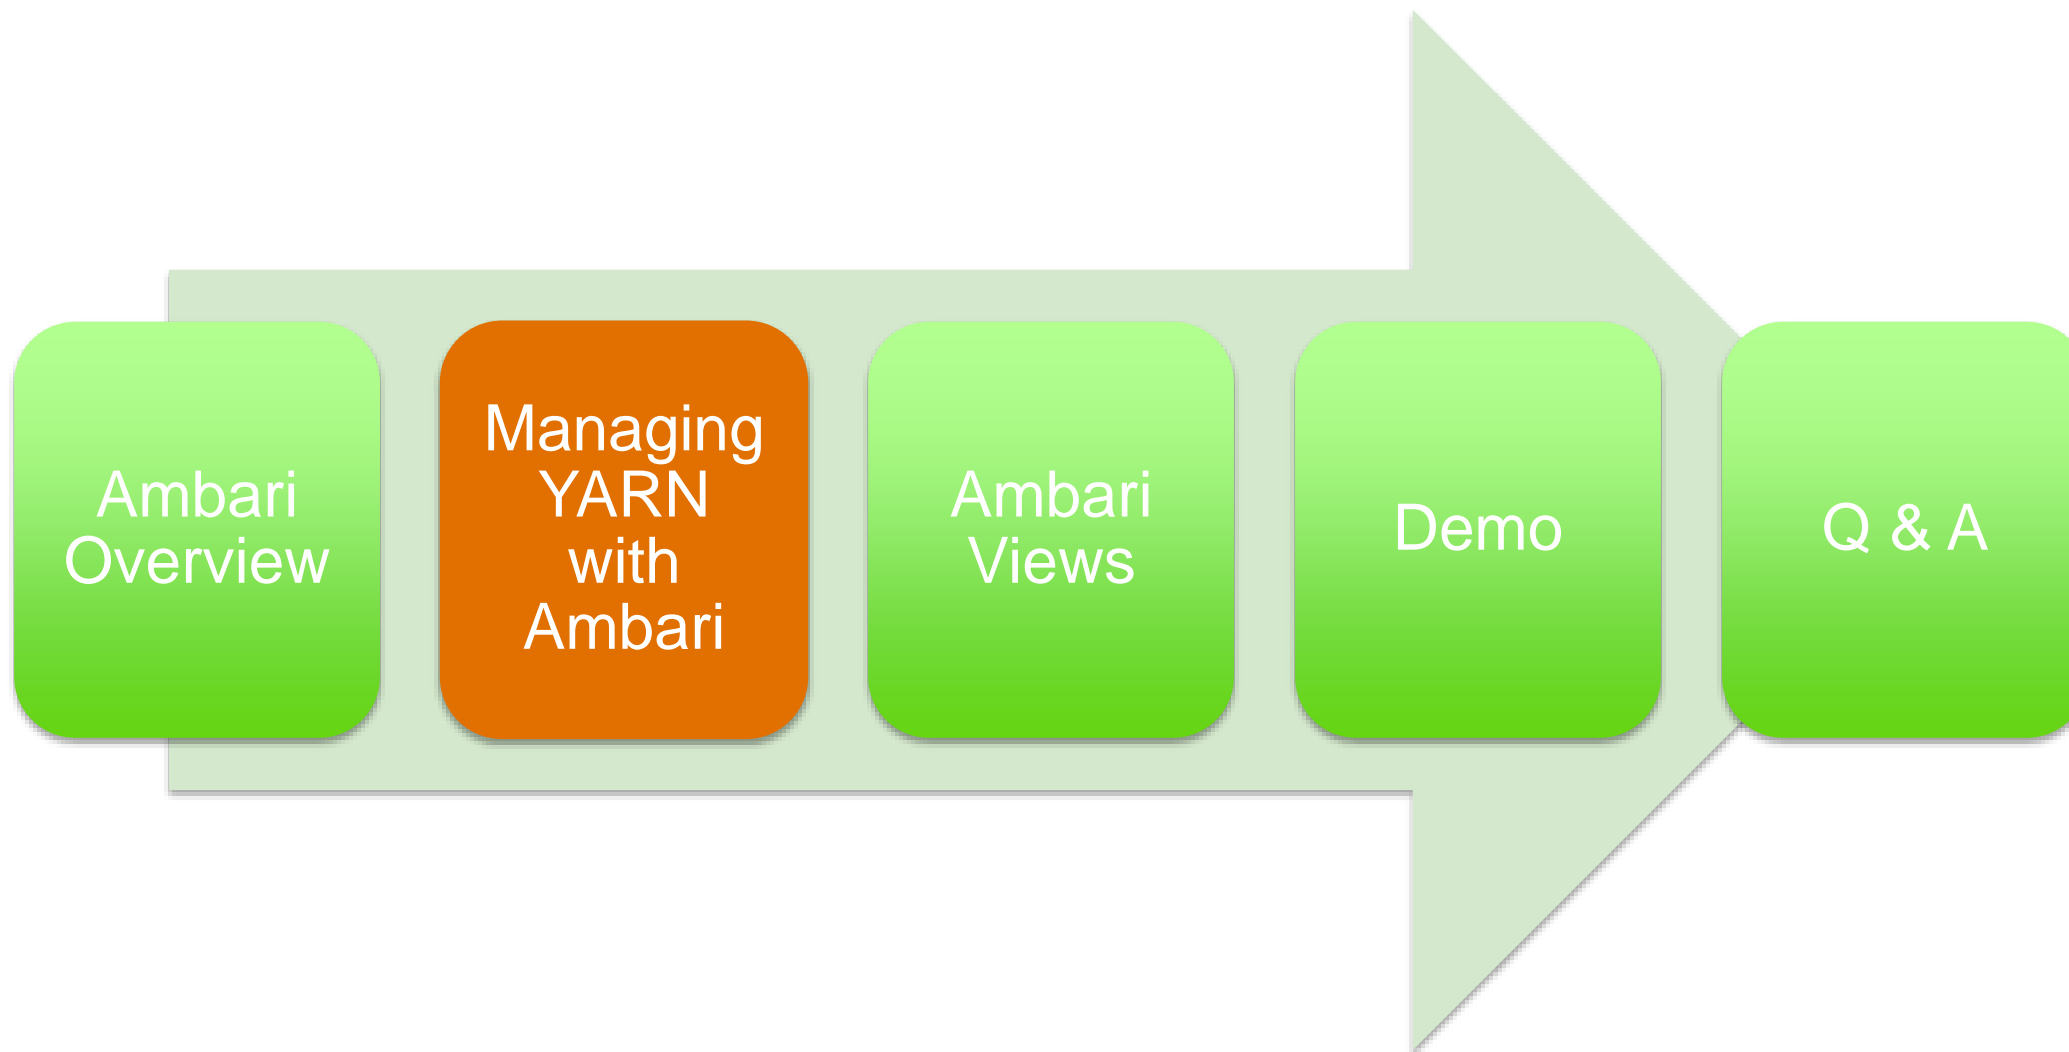 Ambari
Overview
Managing
YARN
with
Ambari
Ambari
Views
Demo
Q & A